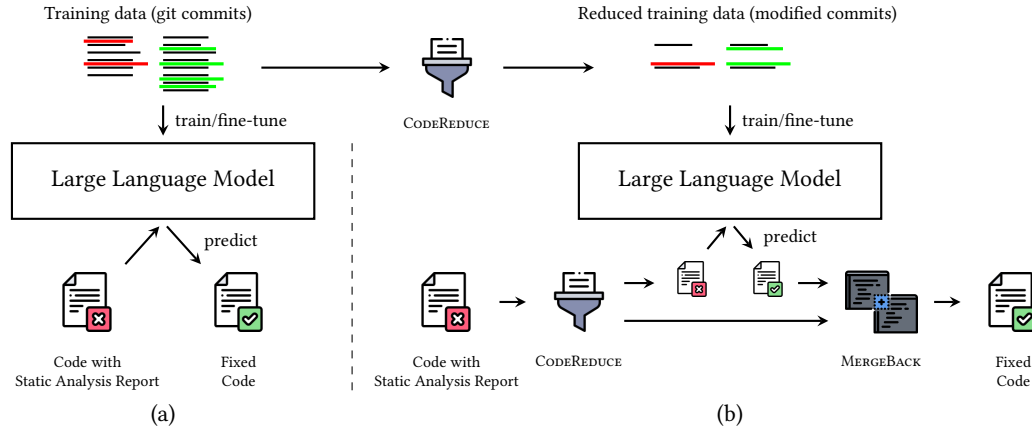 Training data (git commits)
Reduced training data (modified commits)
CODEREDUCE
train/fine-tune
train/fine-tune
Large Language Model
Large Language Model
predict
predict
Code with
Static Analysis Report
Fixed
Code
Code with
Static Analysis Report
CODEREDUCE
MERGEBACK
Fixed
Code
(a)
(b)